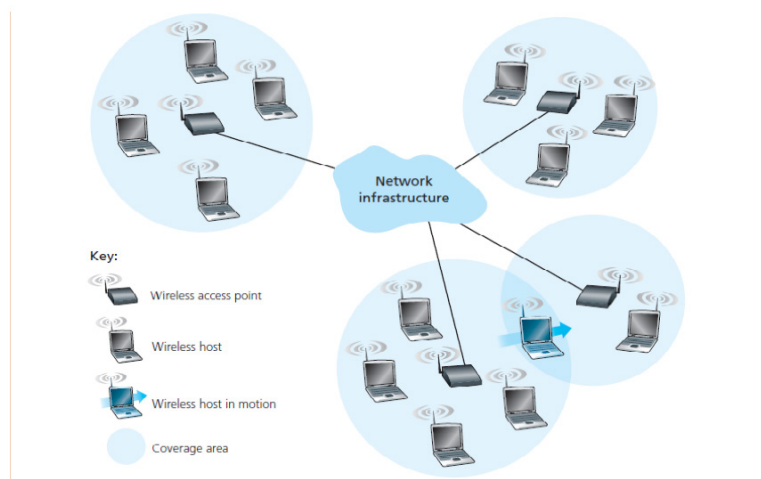 Network
infrastructure
Key:
Wireless access point
Wireless host
Wireless host in motion
Coverage area